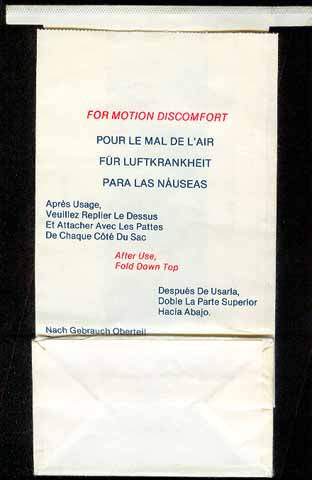 FOR MOTION DISCOMFORT
POUR LE MAL DE L'AIR
FÜR LUFTKRANKHEIT
PARA LAS NÁUSEAS
Après Usage,
Veuillez Replier Le Dessus
Et Attacher Avec Les Pattes
De Chaque Côté Du Sac
After Use,
Fold Down Top
Después De Usarla,
Doble La Parte Superior
Hacia Abajo.
Nach Gebrauch Oberteil